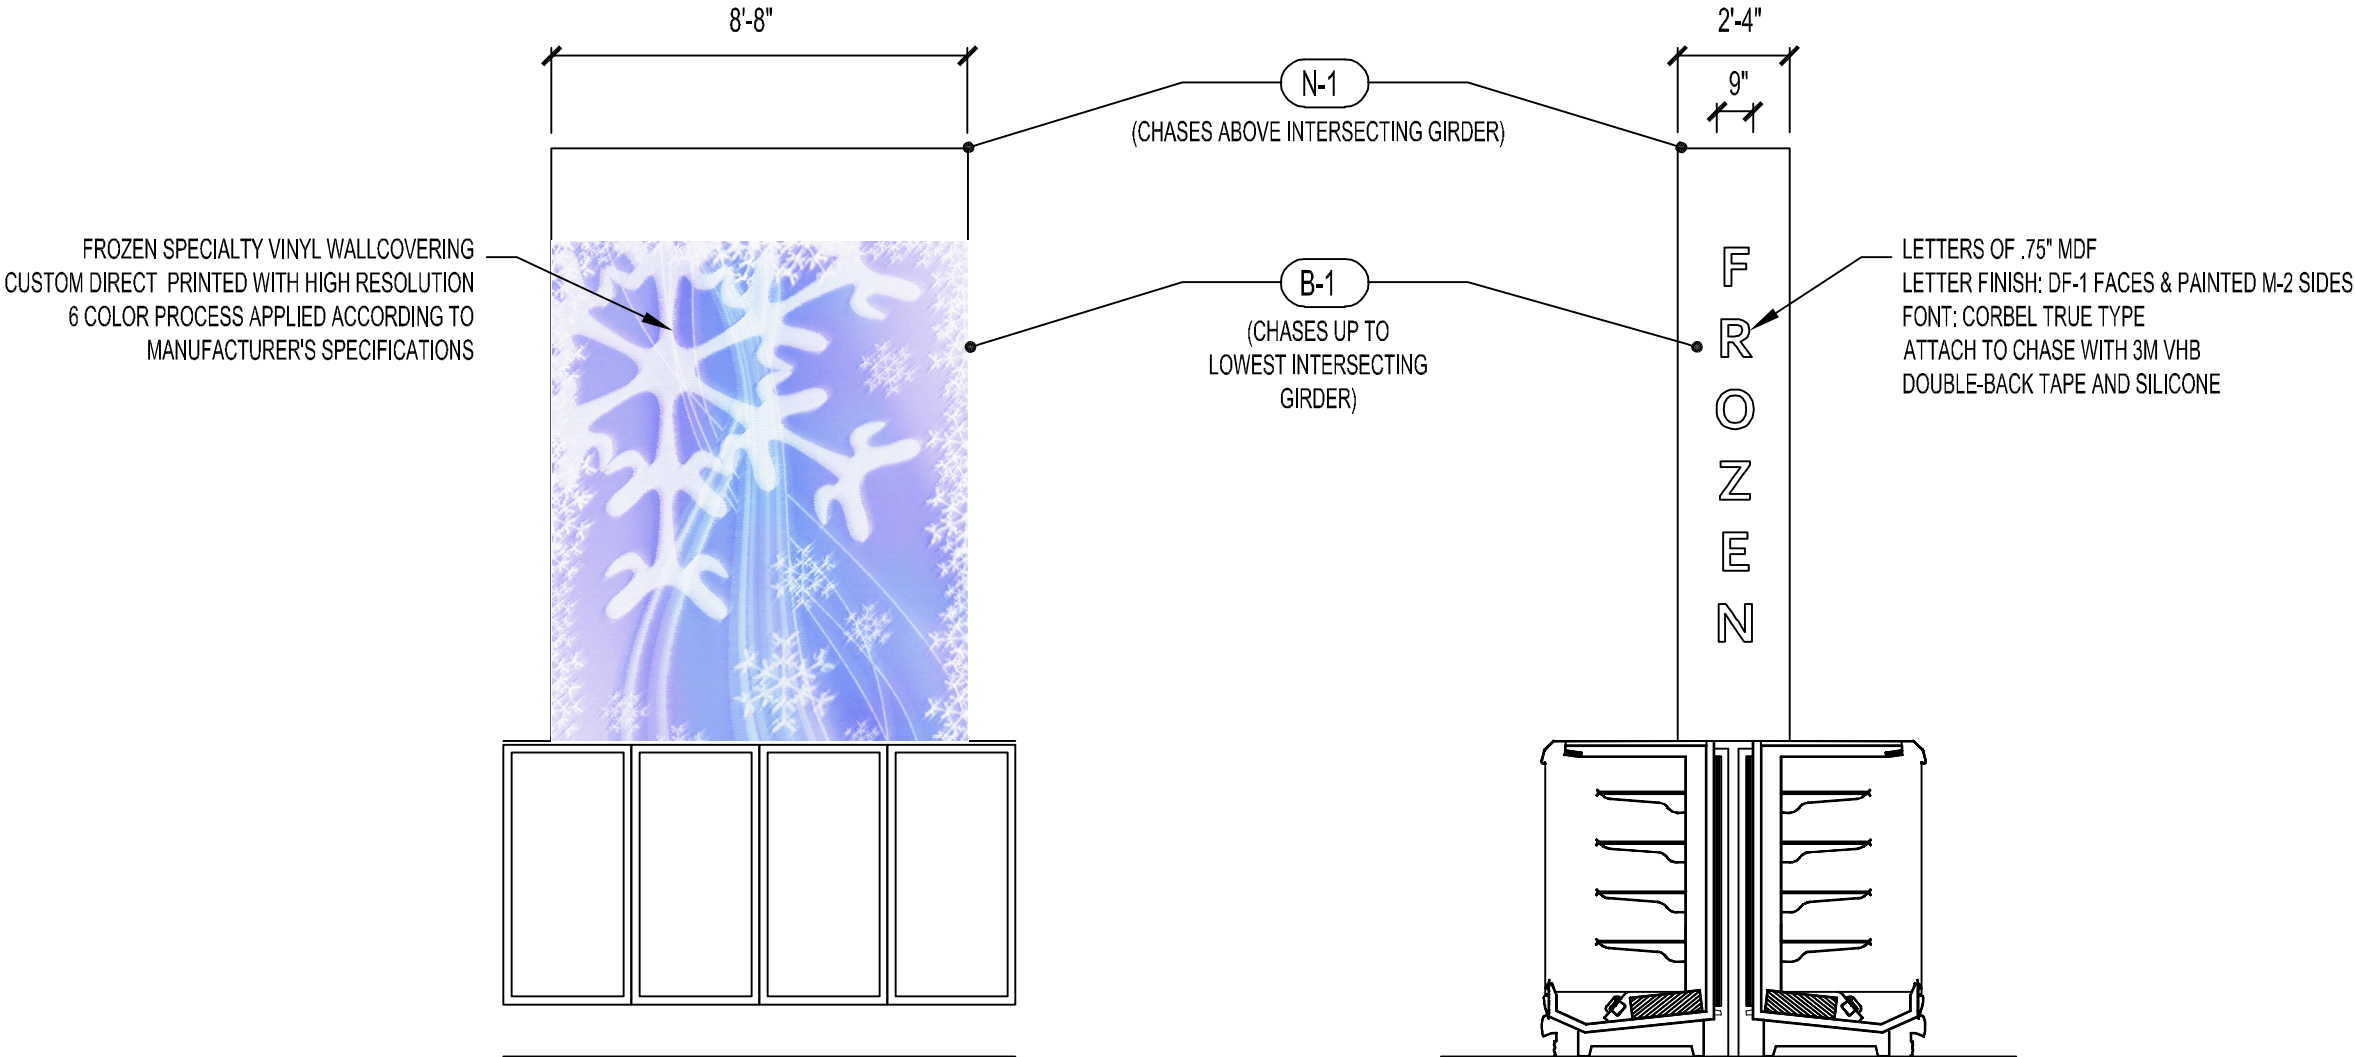 8'-8"
2'-4"
9"
N-1
(CHASES ABOVE INTERSECTING GIRDER)
FROZEN SPECIALTY VINYL WALLCOVERING
CUSTOM DIRECT PRINTED WITH HIGH RESOLUTION
6 COLOR PROCESS APPLIED ACCORDING TO
MANUFACTURER'S SPECIFICATIONS
B-1
(CHASES UP TO
LOWEST INTERSECTING
GIRDER)
F
R
O
Z
E
N
LETTERS OF .75" MDF
LETTER FINISH: DF-1 FACES & PAINTED M-2 SIDES
FONT: CORBEL TRUE TYPE
ATTACH TO CHASE WITH 3M VHB
DOUBLE-BACK TAPE AND SILICONE